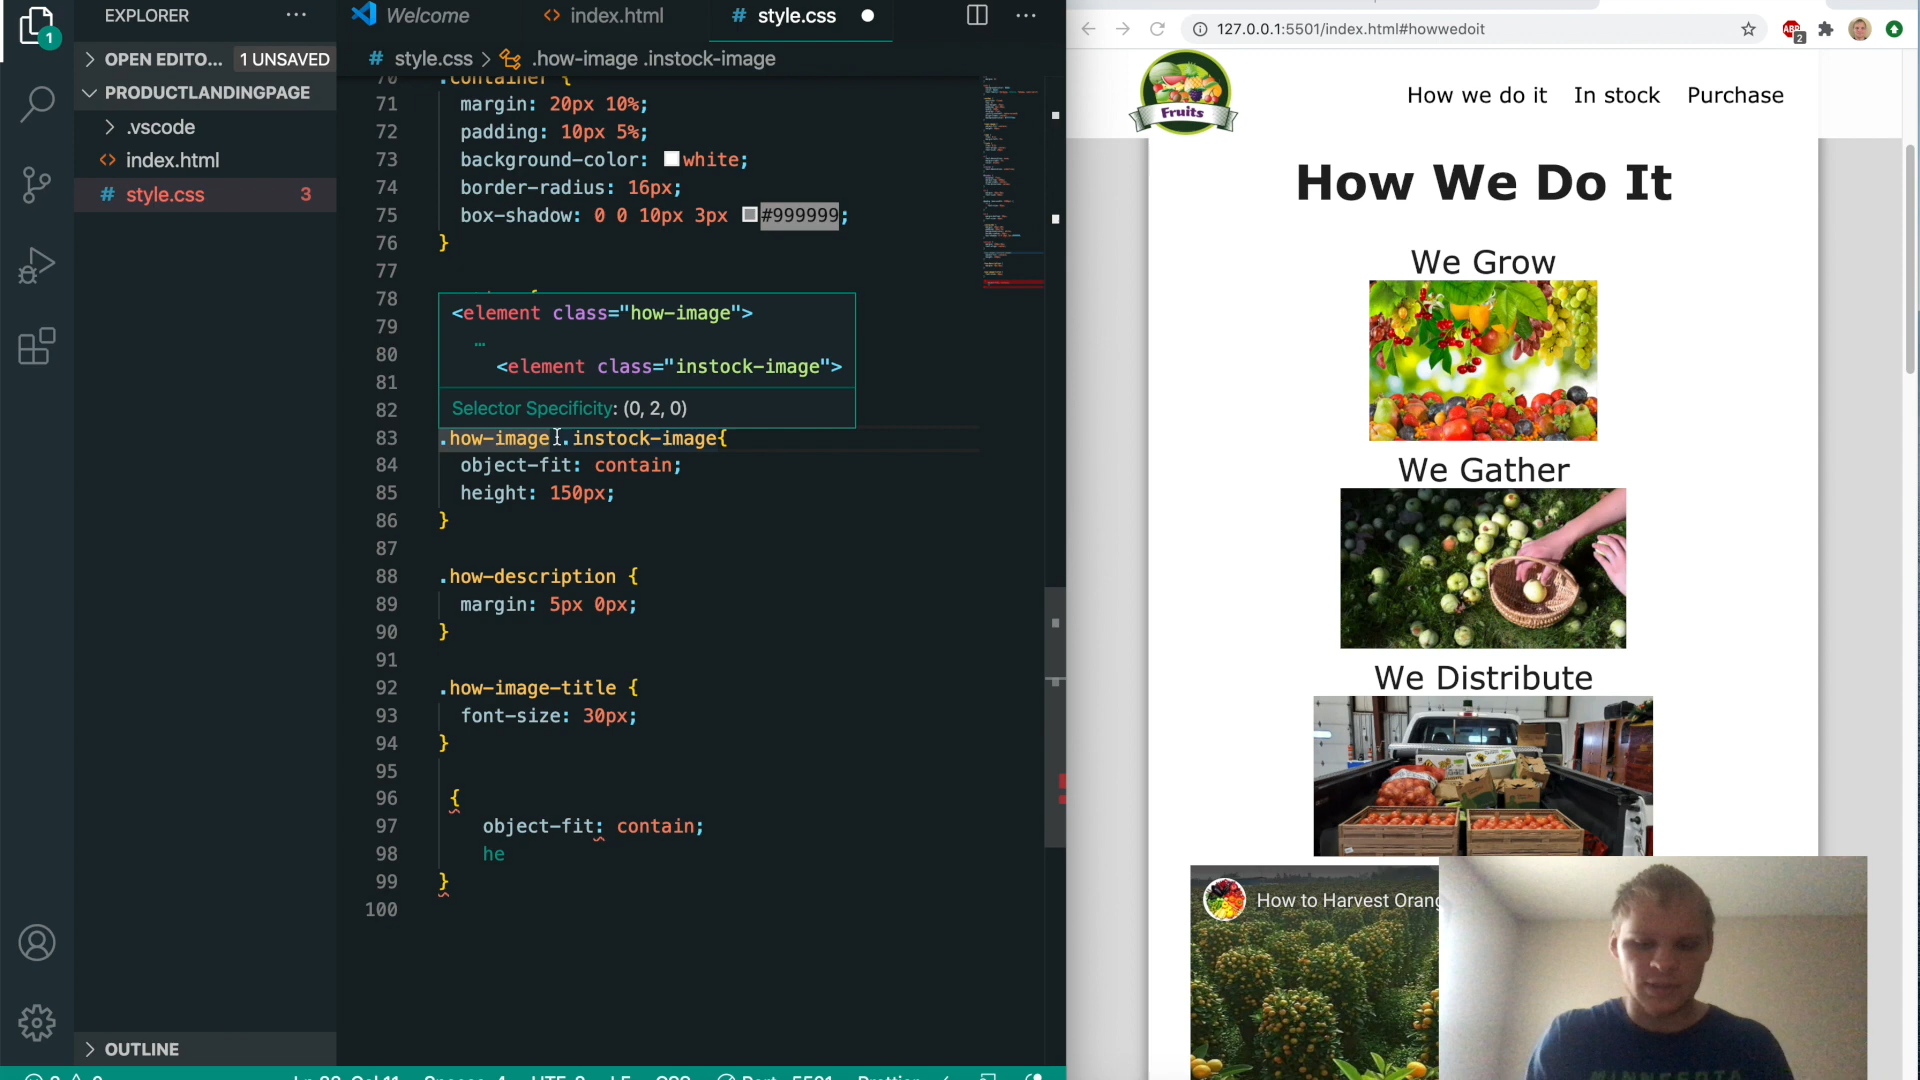 EXPLORER
Welcome
index.html
style.css
1
OPEN EDITO...
1 UNSAVED
PRODUCTLANDINGPAGE
.vscode
index.html
style.css 3
OUTLINE
style.css > .how-image .instock-image
70 .container {
71 margin: 20px 10%;
72 padding: 10px 5%;
73 background-color: white;
74 border-radius: 16px;
75 box-shadow: 0 0 10px 3px #999999;
76 }
77
78 {
79
80
81
82
<element class="how-image">
…
<element class="instock-image">
Selector Specificity: (0, 2, 0)
83 .how-image .instock-image{
84 object-fit: contain;
85 height: 150px;
86 }
87
88 .how-description {
89 margin: 5px 0px;
90 }
91
92 .how-image-title {
93 font-size: 30px;
94 }
95
96 {
97 object-fit: contain;
98 he
99 }
100
127.0.0.1:5501/index.html#howwedoit
ABP
2
Fruits
How we do it
In stock
Purchase
How We Do It
We Grow
We Gather
We Distribute
How to Harvest Orang
MINNESOTA